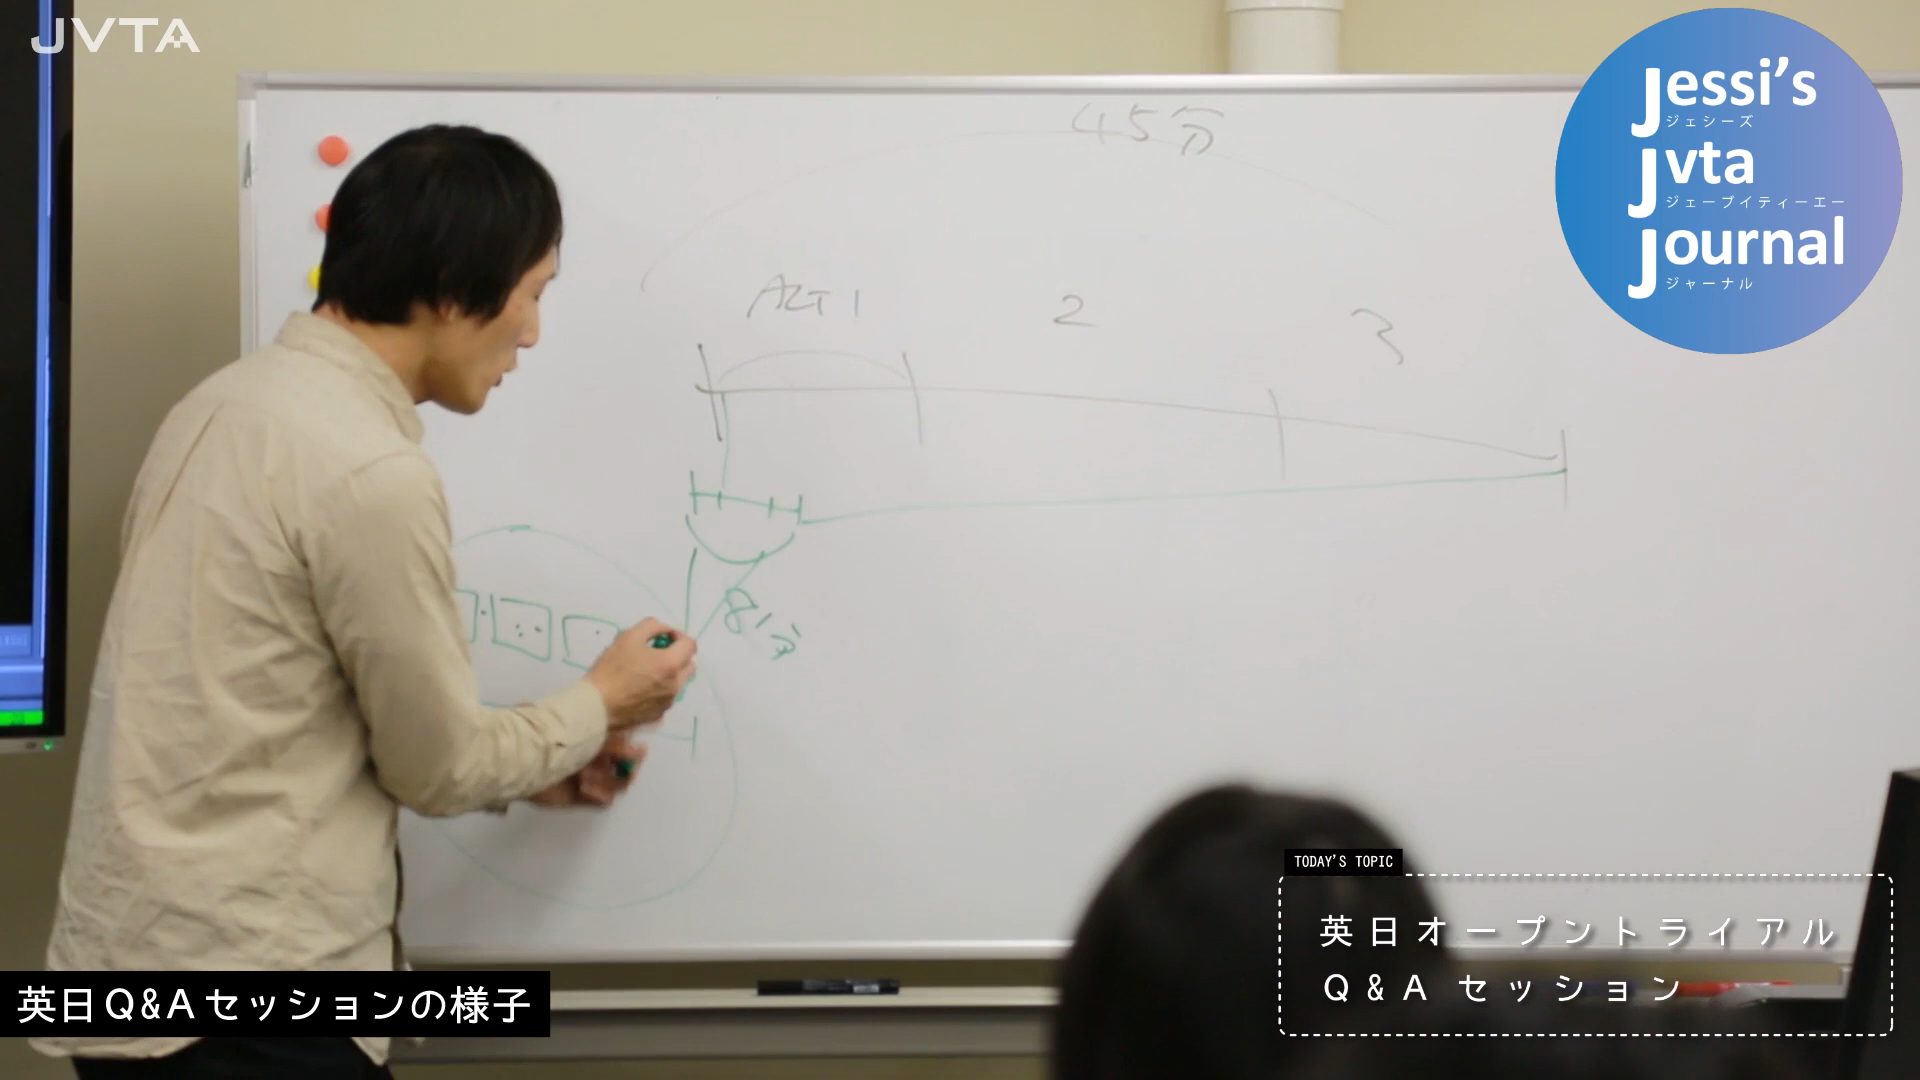 JVTA
Jessi's
ジェシーズ
Jvta
ジェーブイティーエー
Journal
ジャーナル
45分
ACT 1
2
3
8分
TODAY'S TOPIC
英日オープントライアル
Q&A セッション
英日Q&Aセッションの様子